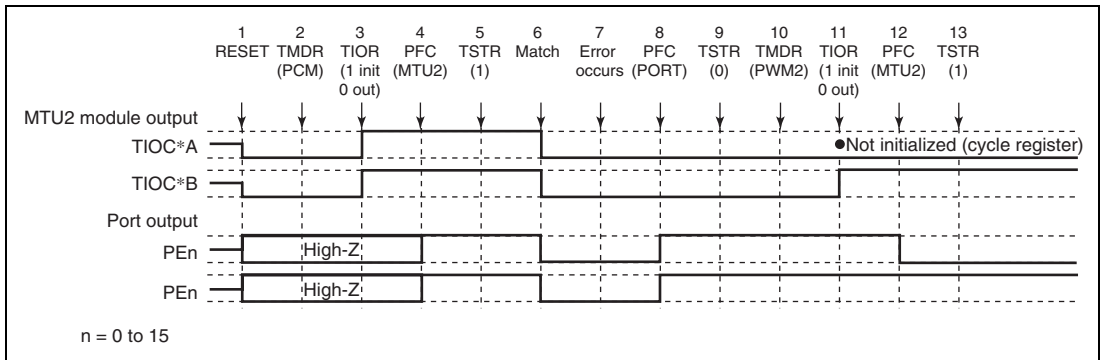 1 2 3 4 5 6 7 8 9 10 11 12 13
RESET TMDR TIOR PFC TSTR Match Error PFC TSTR TMDR TIOR PFC TSTR
(PCM) (1 init (MTU2) (1) occurs (PORT) (0) (PWM2) (1 init (MTU2) (1)
0 out) 0 out)
MTU2 module output
TIOC*A
●Not initialized (cycle register)
TIOC*B
Port output
PEn
High-Z
PEn
High-Z
n = 0 to 15